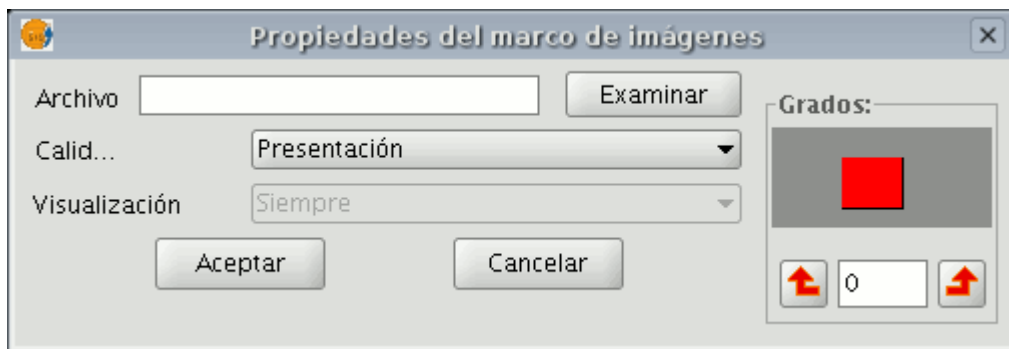 Propiedades del marco de imágenes
Archivo
Examinar
Calid...
Presentación
Visualización
Siempre
Aceptar
Cancelar
Grados:
0